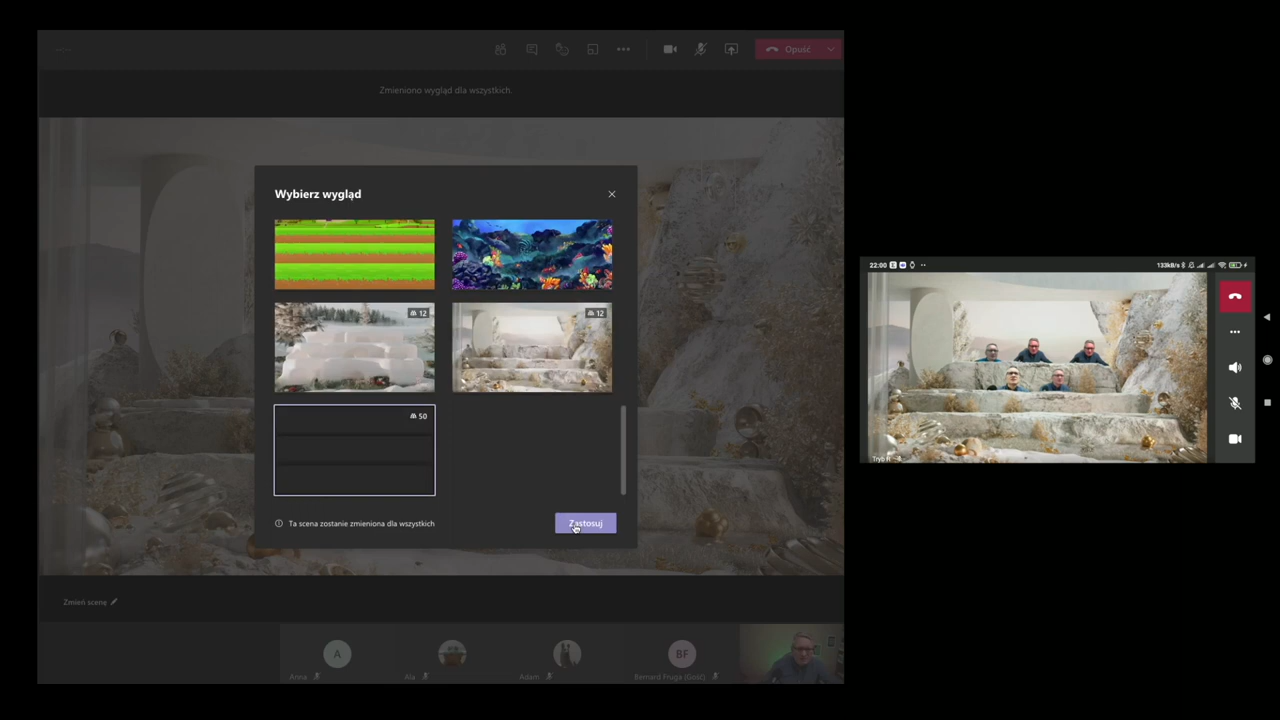 --:--
Opuść
Zmieniono wygląd dla wszystkich.
Wybierz wygląd
12
12
50
Ta scena zostanie zmieniona dla wszystkich
Zastosuj
Zmień scenę
A
BF
Anna
Ala
Adam
Bernard Fruga (Gość)
22:00
133kB/s